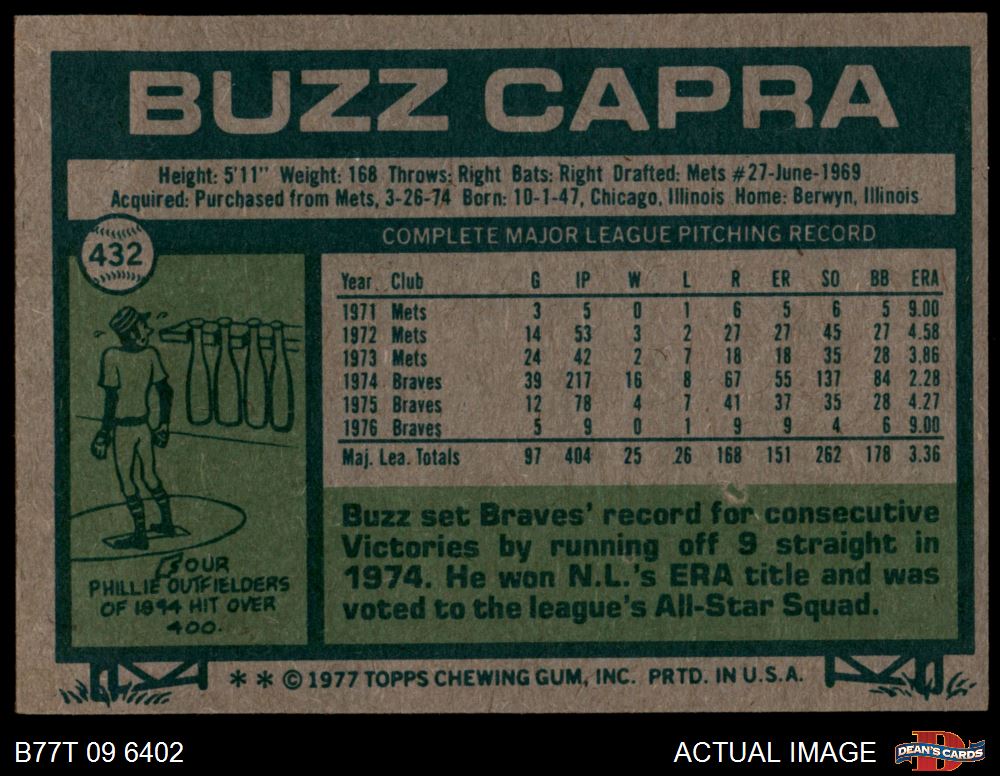 BUZZ CAPRA
Height: 5'11" Weight: 168 Throws: Right Bats: Right Drafted: Mets #27-June-1969
Acquired: Purchased from Mets, 3-26-74 Born: 10-1-47, Chicago, Illinois Home: Berwyn, Illinois
432
COMPLETE MAJOR LEAGUE PITCHING RECORD
Year Club G IP W L R ER SO BB ERA
1971 Mets 3 5 0 1 6 5 6 5 9.00
1972 Mets 14 53 3 2 27 27 45 27 4.58
1973 Mets 24 42 2 7 18 18 35 28 3.86
1974 Braves 39 217 16 8 67 55 137 84 2.28
1975 Braves 12 78 4 7 41 37 35 28 4.27
1976 Braves 5 9 0 1 9 9 4 6 9.00
Maj. Lea. Totals 97 404 25 26 168 151 262 178 3.36
FOUR
PHILLIE OUTFIELDERS
OF 1894 HIT OVER
400.
Buzz set Braves' record for consecutive
Victories by running off 9 straight in
1974. He won N.L.'s ERA title and was
voted to the league's All-Star Squad.
* * © 1977 TOPPS CHEWING GUM, INC. PRTD. IN U.S.A.
B77T 09 6402
ACTUAL IMAGE
D
DEAN'S CARDS